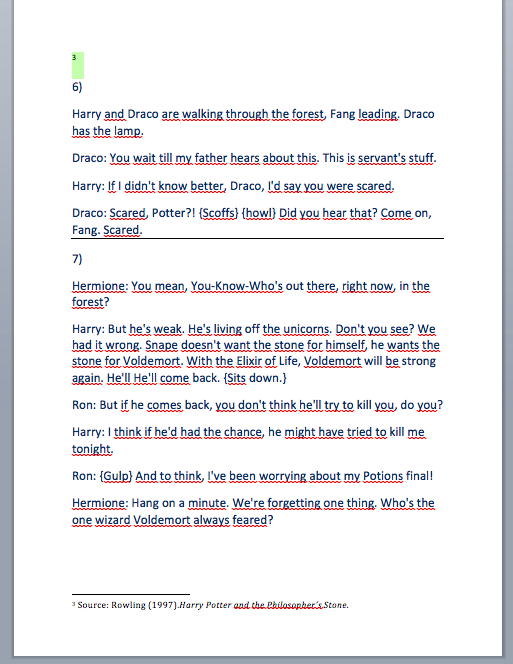 3
6)
Harry and Draco are walking through the forest, Fang leading. Draco
has the lamp.
Draco: You wait till my father hears about this. This is servant's stuff.
Harry: If I didn't know better, Draco, I'd say you were scared.
Draco: Scared, Potter?! {Scoffs} {howl} Did you hear that? Come on,
Fang. Scared.
7)
Hermione: You mean, You-Know-Who's out there, right now, in the
forest?
Harry: But he's weak. He's living off the unicorns. Don't you see? We
had it wrong. Snape doesn't want the stone for himself, he wants the
stone for Voldemort. With the Elixir of Life, Voldemort will be strong
again. He'll He'll come back. {Sits down.}
Ron: But if he comes back, you don't think he'll try to kill you, do you?
Harry: I think if he'd had the chance, he might have tried to kill me
tonight.
Ron: {Gulp} And to think, I've been worrying about my Potions final!
Hermione: Hang on a minute. We're forgetting one thing. Who's the
one wizard Voldemort always feared?
3 Source: Rowling (1997).Harry Potter and the Philosopher's Stone.